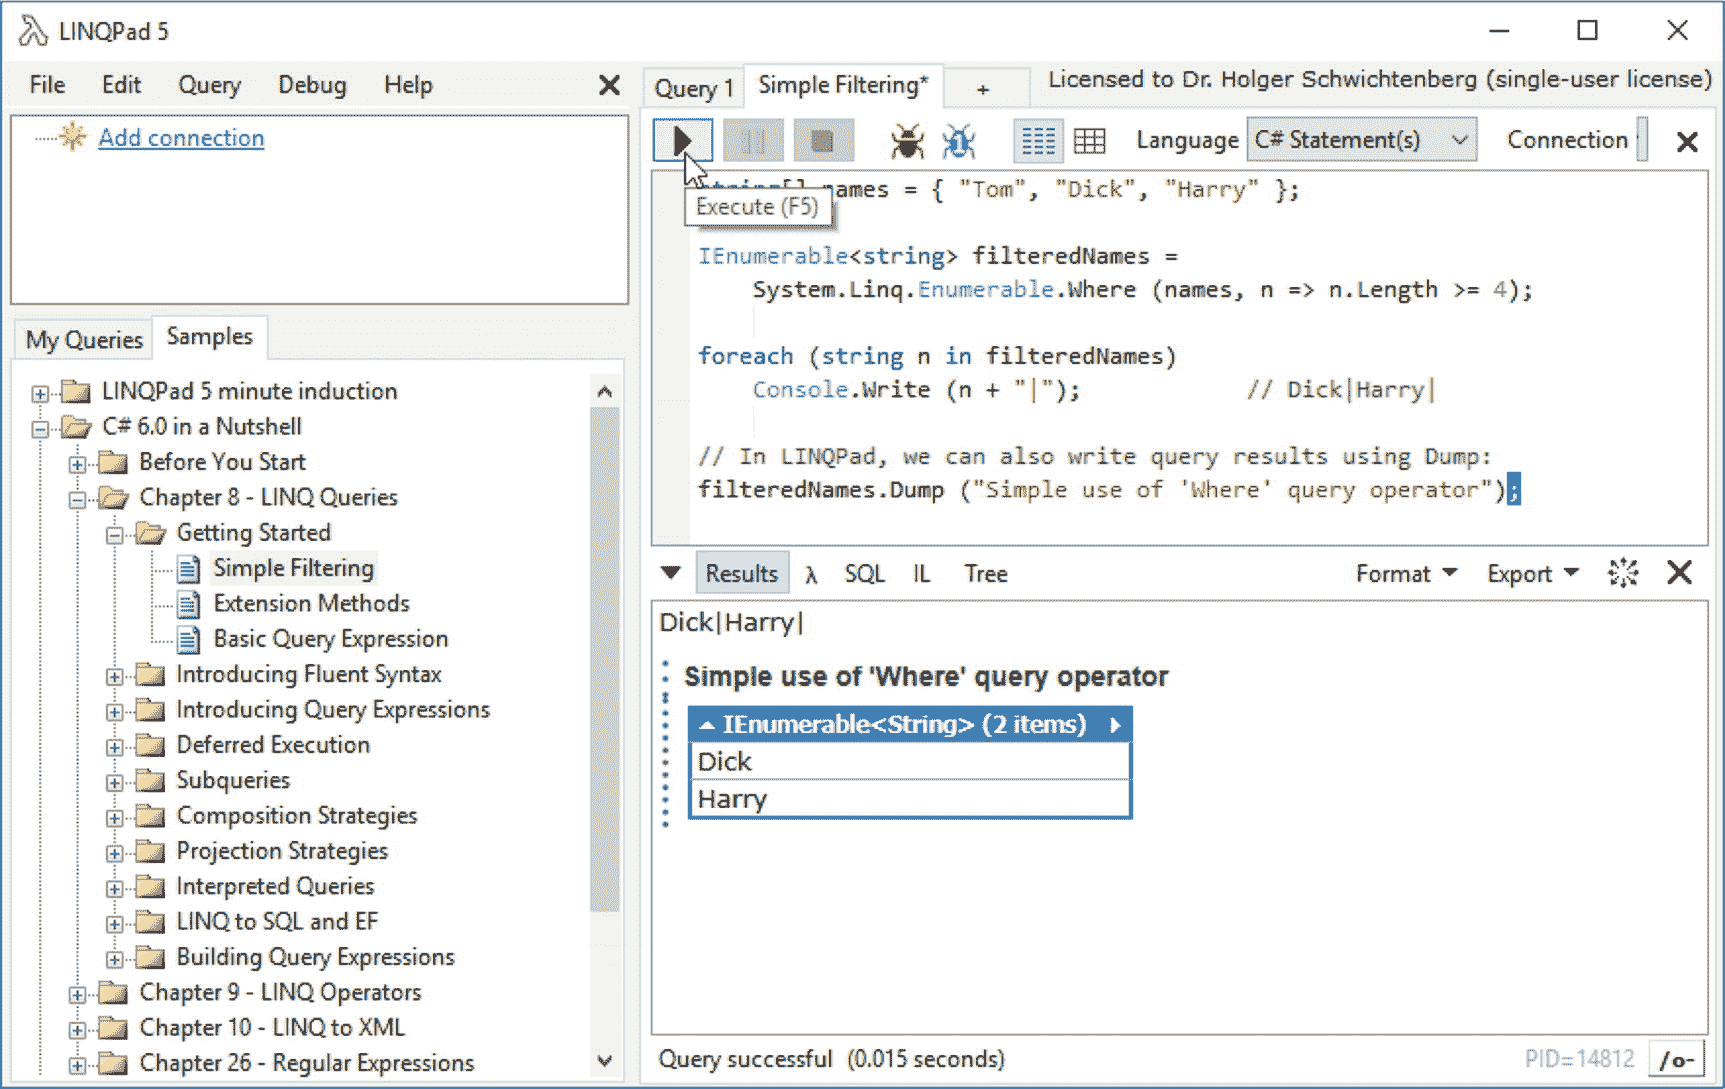 LINQPad 5
File Edit Query Debug Help
Add connection
My Queries Samples
LINQPad 5 minute induction
C# 6.0 in a Nutshell
Before You Start
Chapter 8 - LINQ Queries
Getting Started
Simple Filtering
Extension Methods
Basic Query Expression
Introducing Fluent Syntax
Introducing Query Expressions
Deferred Execution
Subqueries
Composition Strategies
Projection Strategies
Interpreted Queries
LINQ to SQL and EF
Building Query Expressions
Chapter 9 - LINQ Operators
Chapter 10 - LINQ to XML
Chapter 26 - Regular Expressions
Query 1 Simple Filtering* + Licensed to Dr. Holger Schwichtenberg (single-user license)
Language C# Statement(s) Connection
names = { "Tom", "Dick", "Harry" };
Execute (F5)
IEnumerable<string> filteredNames =
System.Linq.Enumerable.Where (names, n => n.Length >= 4);
foreach (string n in filteredNames)
Console.Write (n + "|"); // Dick|Harry|
// In LINQPad, we can also write query results using Dump:
filteredNames.Dump ("Simple use of 'Where' query operator");
Results λ SQL IL Tree Format Export
Dick|Harry|
Simple use of 'Where' query operator
IEnumerable<String> (2 items)
Dick
Harry
Query successful (0.015 seconds) PID=14812 /o-